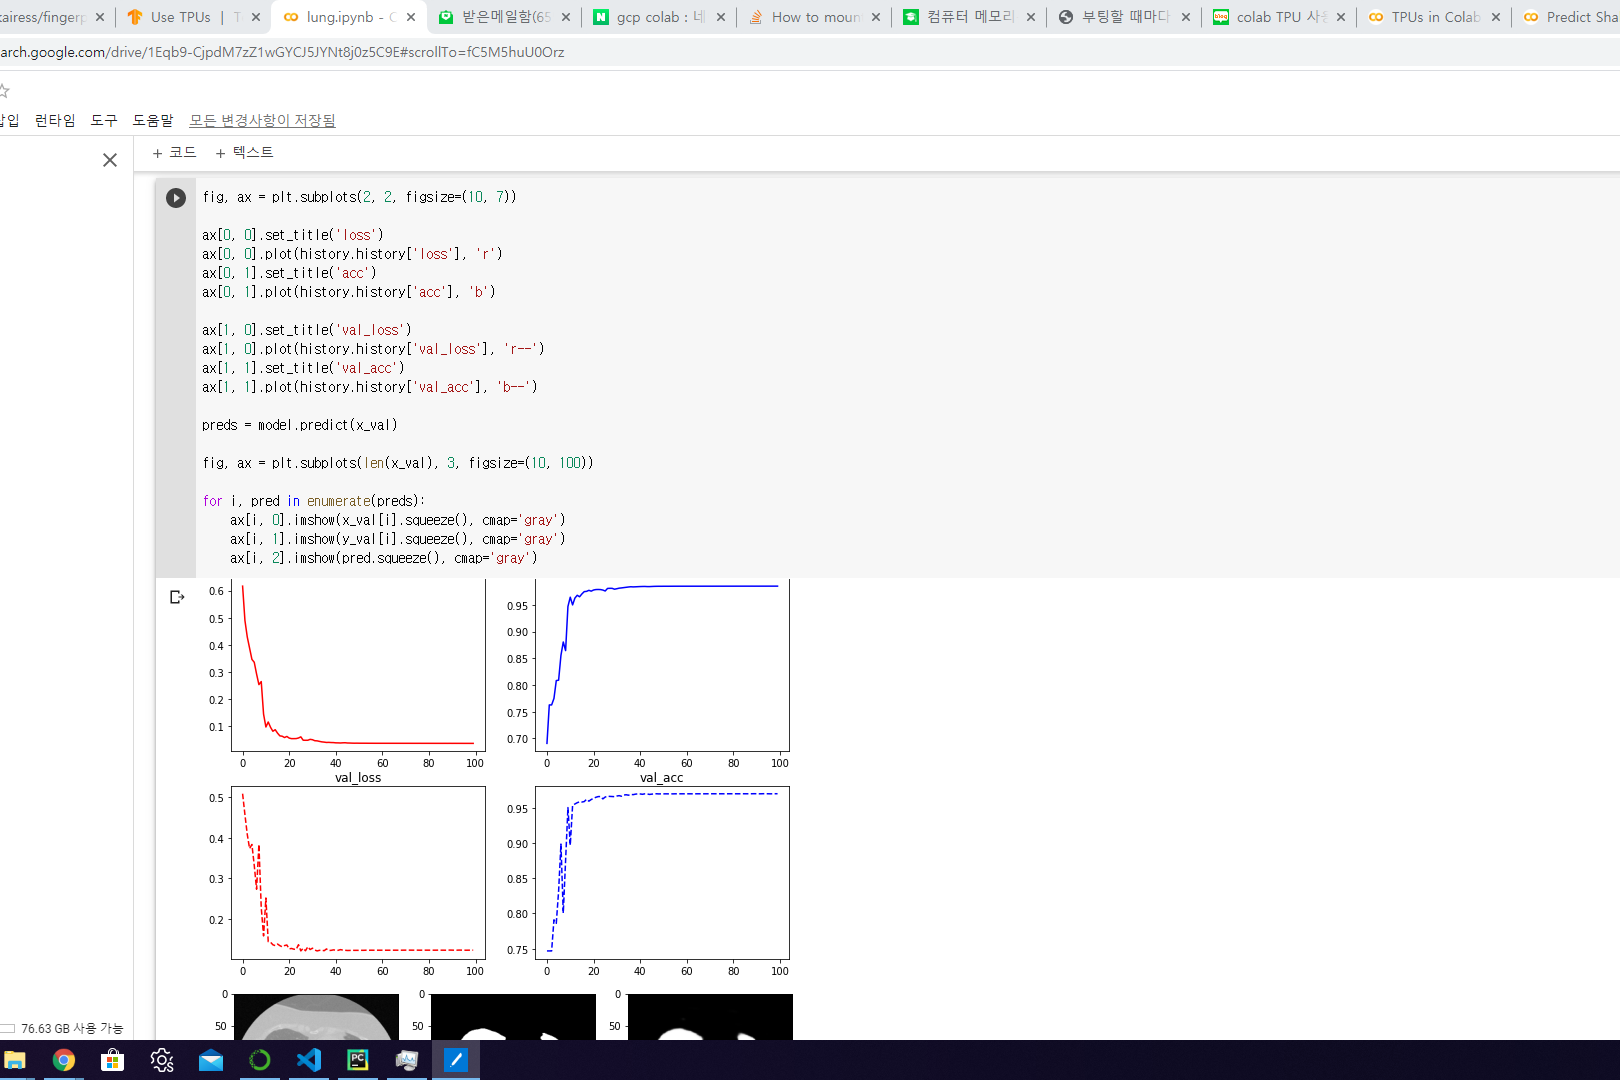 kairess/fingerp
Use TPUs | T
lung.ipynb - C
받은메일함(65
gcp colab : 네
How to moun
컴퓨터 메모리
부팅할 때마다
colab TPU 사용
TPUs in Colab
Predict Sha
arch.google.com/drive/1Eqb9-CjpdM7zZ1wGYCJ5JYNt8j0z5C9E#scrollTo=fC5M5huU0Orz
삽입 런타임 도구 도움말 모든 변경사항이 저장됨
+ 코드 + 텍스트
fig, ax = plt.subplots(2, 2, figsize=(10, 7))
ax[0, 0].set_title('loss')
ax[0, 0].plot(history.history['loss'], 'r')
ax[0, 1].set_title('acc')
ax[0, 1].plot(history.history['acc'], 'b')
ax[1, 0].set_title('val_loss')
ax[1, 0].plot(history.history['val_loss'], 'r--')
ax[1, 1].set_title('val_acc')
ax[1, 1].plot(history.history['val_acc'], 'b--')
preds = model.predict(x_val)
fig, ax = plt.subplots(len(x_val), 3, figsize=(10, 100))
for i, pred in enumerate(preds):
    ax[i, 0].imshow(x_val[i].squeeze(), cmap='gray')
    ax[i, 1].imshow(y_val[i].squeeze(), cmap='gray')
    ax[i, 2].imshow(pred.squeeze(), cmap='gray')
0.6
0.5
0.4
0.3
0.2
0.1
0 20 40 60 80 100
0.95
0.90
0.85
0.80
0.75
0.70
0 20 40 60 80 100
val_loss
0.5
0.4
0.3
0.2
0 20 40 60 80 100
val_acc
0.95
0.90
0.85
0.80
0.75
0 20 40 60 80 100
0
50
0
50
0
50
76.63 GB 사용 가능
PC